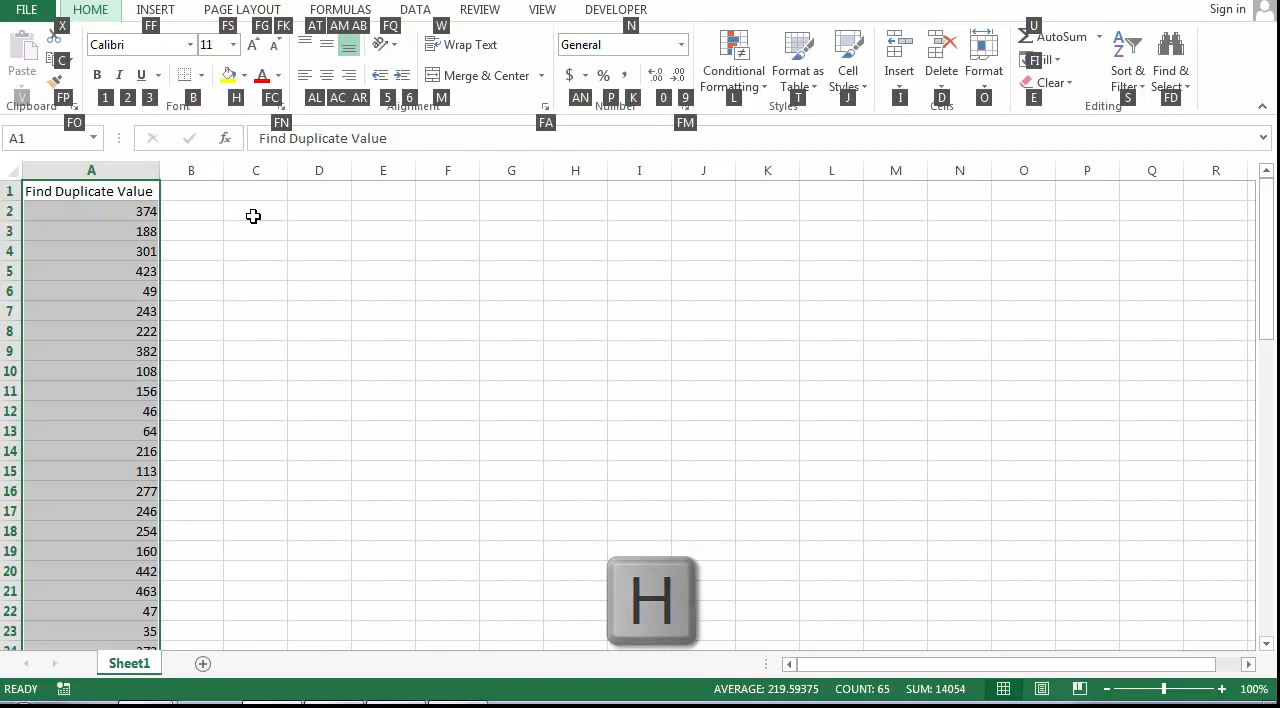 FILE HOME INSERT PAGE LAYOUT FORMULAS DATA REVIEW VIEW DEVELOPER Sign in
X FF FS FG FK AT AM AB FQ W N U
Calibri 11 Wrap Text General AutoSum
C FI
Paste Merge & Center $ % , Conditional Formatting Format as Table Cell Styles Insert Delete Format Clear Sort & Filter Find & Select
V FP 1 2 3 B H FC AL AC AR 5 6 M AN P K 0 9 L T J I D O E S FD
Clipboard Font Alignment Number Styles Cells Editing
FO FN FA FM
A1 fx Find Duplicate Value
A B C D E F G H I J K L M N O P Q R
1 Find Duplicate Value
2 374
3 188
4 301
5 423
6 49
7 243
8 222
9 382
10 108
11 156
12 46
13 64
14 216
15 113
16 277
17 246
18 254
19 160
20 442
21 463
22 47
23 35
H
Sheet1
READY AVERAGE: 219.59375 COUNT: 65 SUM: 14054 100%